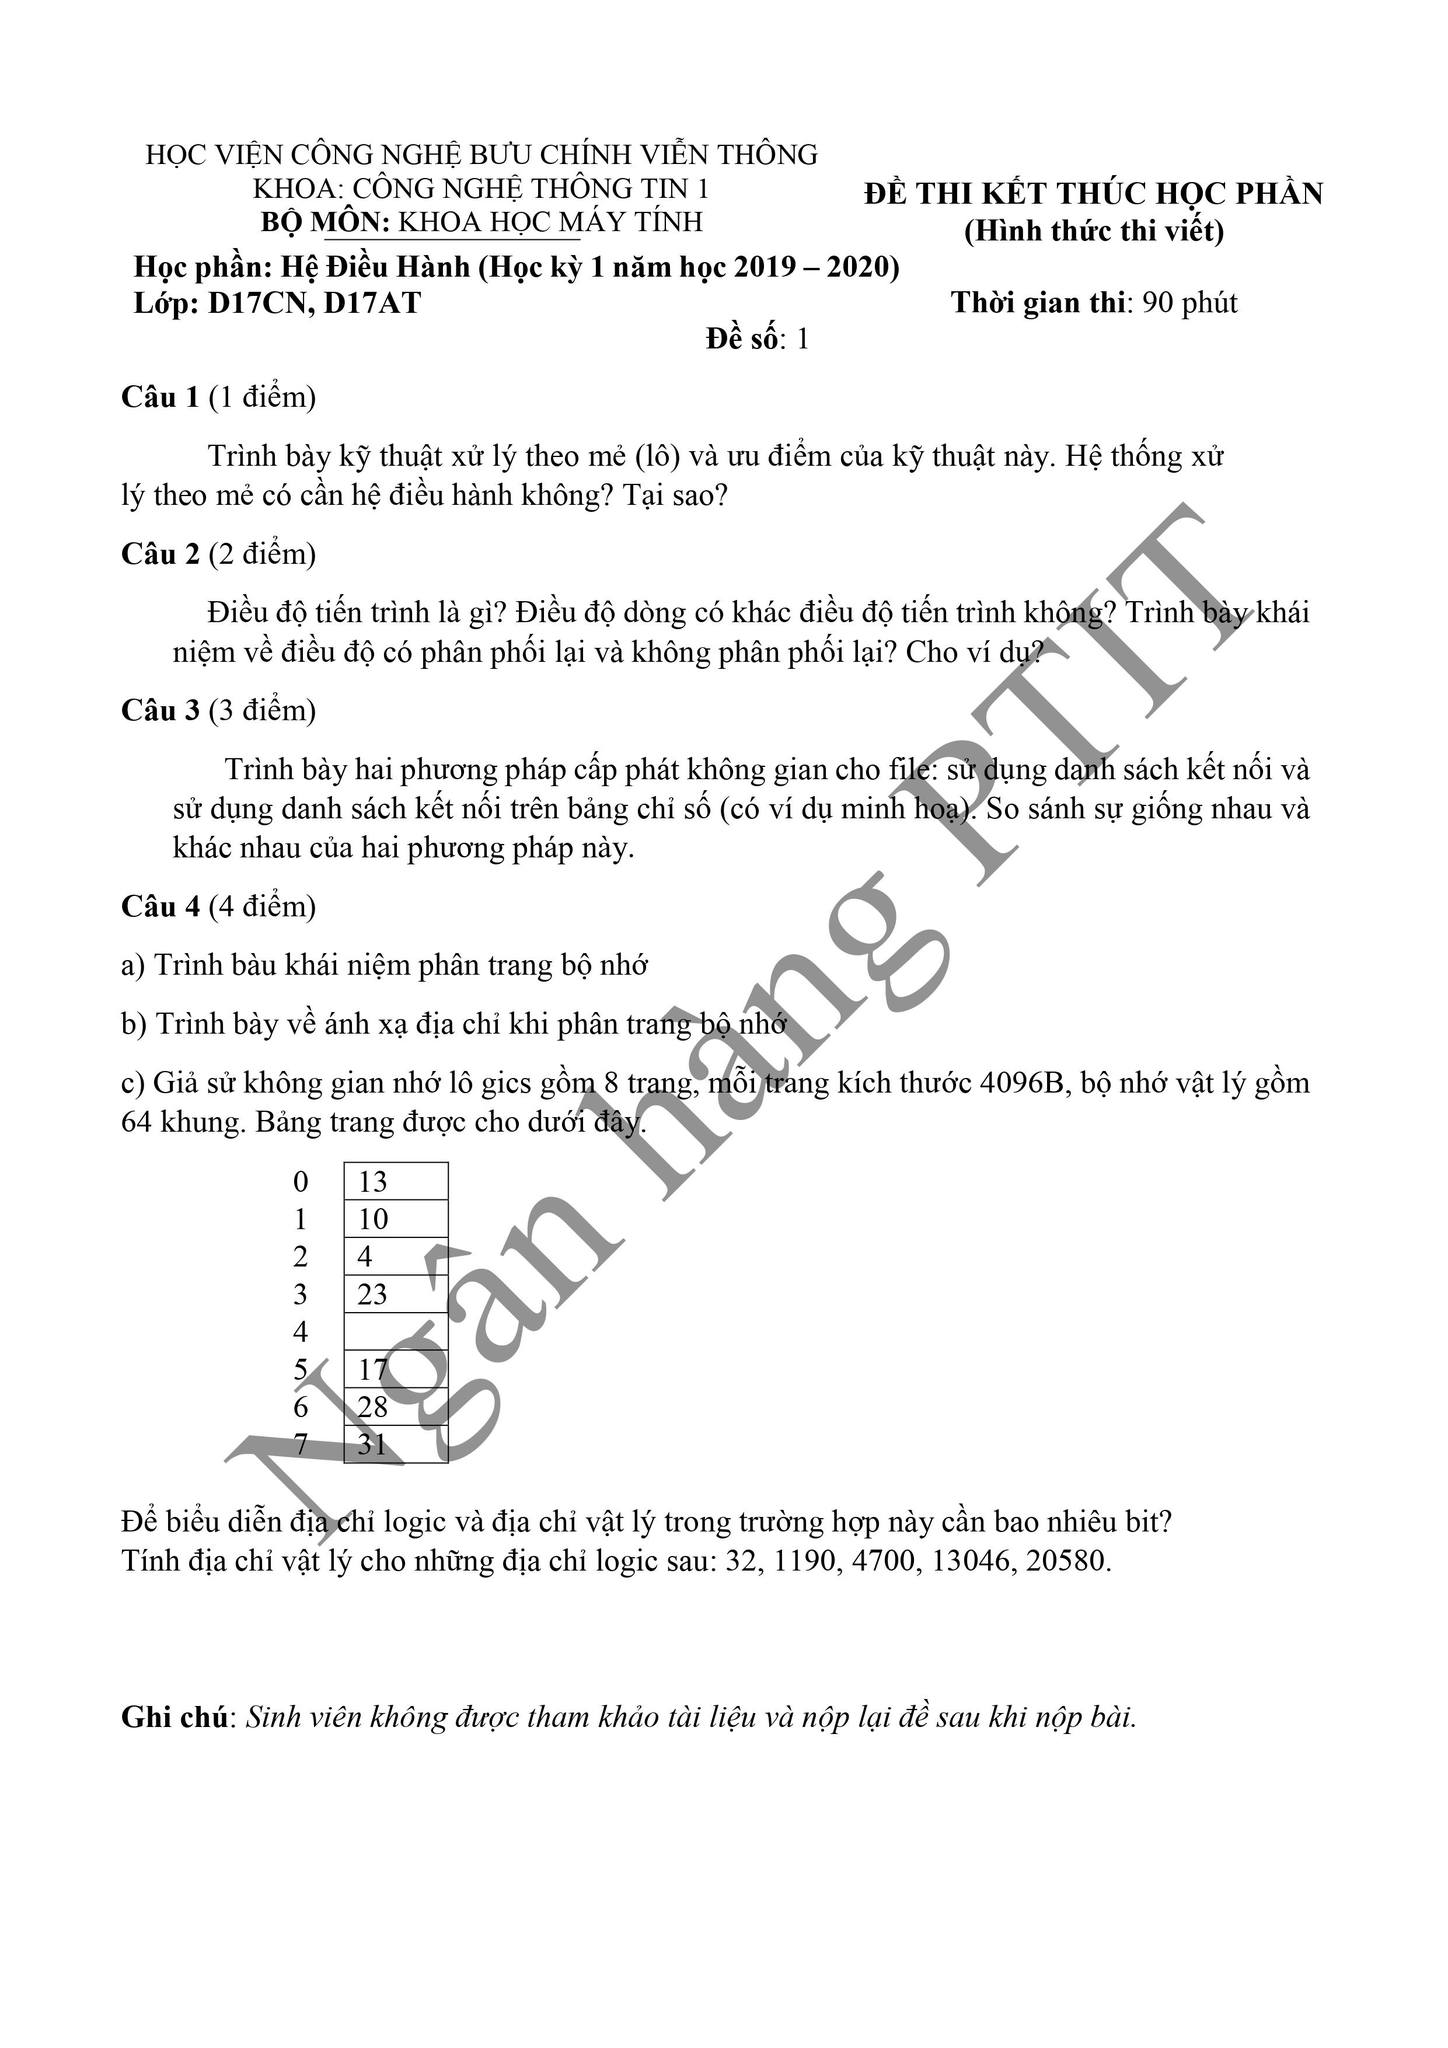 HỌC VIỆN CÔNG NGHỆ BƯU CHÍNH VIỄN THÔNG
KHOA: CÔNG NGHỆ THÔNG TIN 1
BỘ MÔN: KHOA HỌC MÁY TÍNH
ĐỀ THI KẾT THÚC HỌC PHẦN
(Hình thức thi viết)
Học phần: Hệ Điều Hành (Học kỳ 1 năm học 2019 – 2020)
Lớp: D17CN, D17AT
Thời gian thi: 90 phút
Đề số: 1
Câu 1 (1 điểm)
Trình bày kỹ thuật xử lý theo mẻ (lô) và ưu điểm của kỹ thuật này. Hệ thống xử
lý theo mẻ có cần hệ điều hành không? Tại sao?
Câu 2 (2 điểm)
Điều độ tiến trình là gì? Điều độ dòng có khác điều độ tiến trình không? Trình bày khái
niệm về điều độ có phân phối lại và không phân phối lại? Cho ví dụ?
Câu 3 (3 điểm)
Trình bày hai phương pháp cấp phát không gian cho file: sử dụng danh sách kết nối và
sử dụng danh sách kết nối trên bảng chỉ số (có ví dụ minh hoạ). So sánh sự giống nhau và
khác nhau của hai phương pháp này.
Câu 4 (4 điểm)
a) Trình bàu khái niệm phân trang bộ nhớ
b) Trình bày về ánh xạ địa chỉ khi phân trang bộ nhớ
c) Giả sử không gian nhớ lô gics gồm 8 trang, mỗi trang kích thước 4096B, bộ nhớ vật lý gồm
64 khung. Bảng trang được cho dưới đây.
0 13
1 10
2 4
3 23
4
5 17
6 28
7 31
Để biểu diễn địa chỉ logic và địa chỉ vật lý trong trường hợp này cần bao nhiêu bit?
Tính địa chỉ vật lý cho những địa chỉ logic sau: 32, 1190, 4700, 13046, 20580.
Ghi chú: Sinh viên không được tham khảo tài liệu và nộp lại đề sau khi nộp bài.
Ngân hàng PTIT